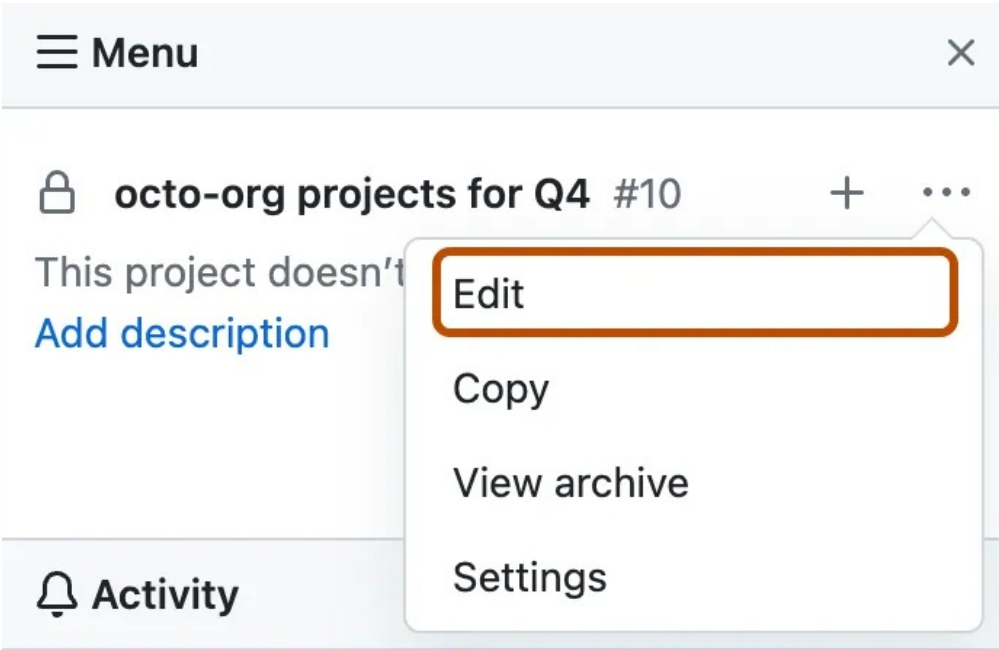 Menu
octo-org projects for Q4 #10
This project doesn't
Add description
Edit
Copy
View archive
Settings
Activity